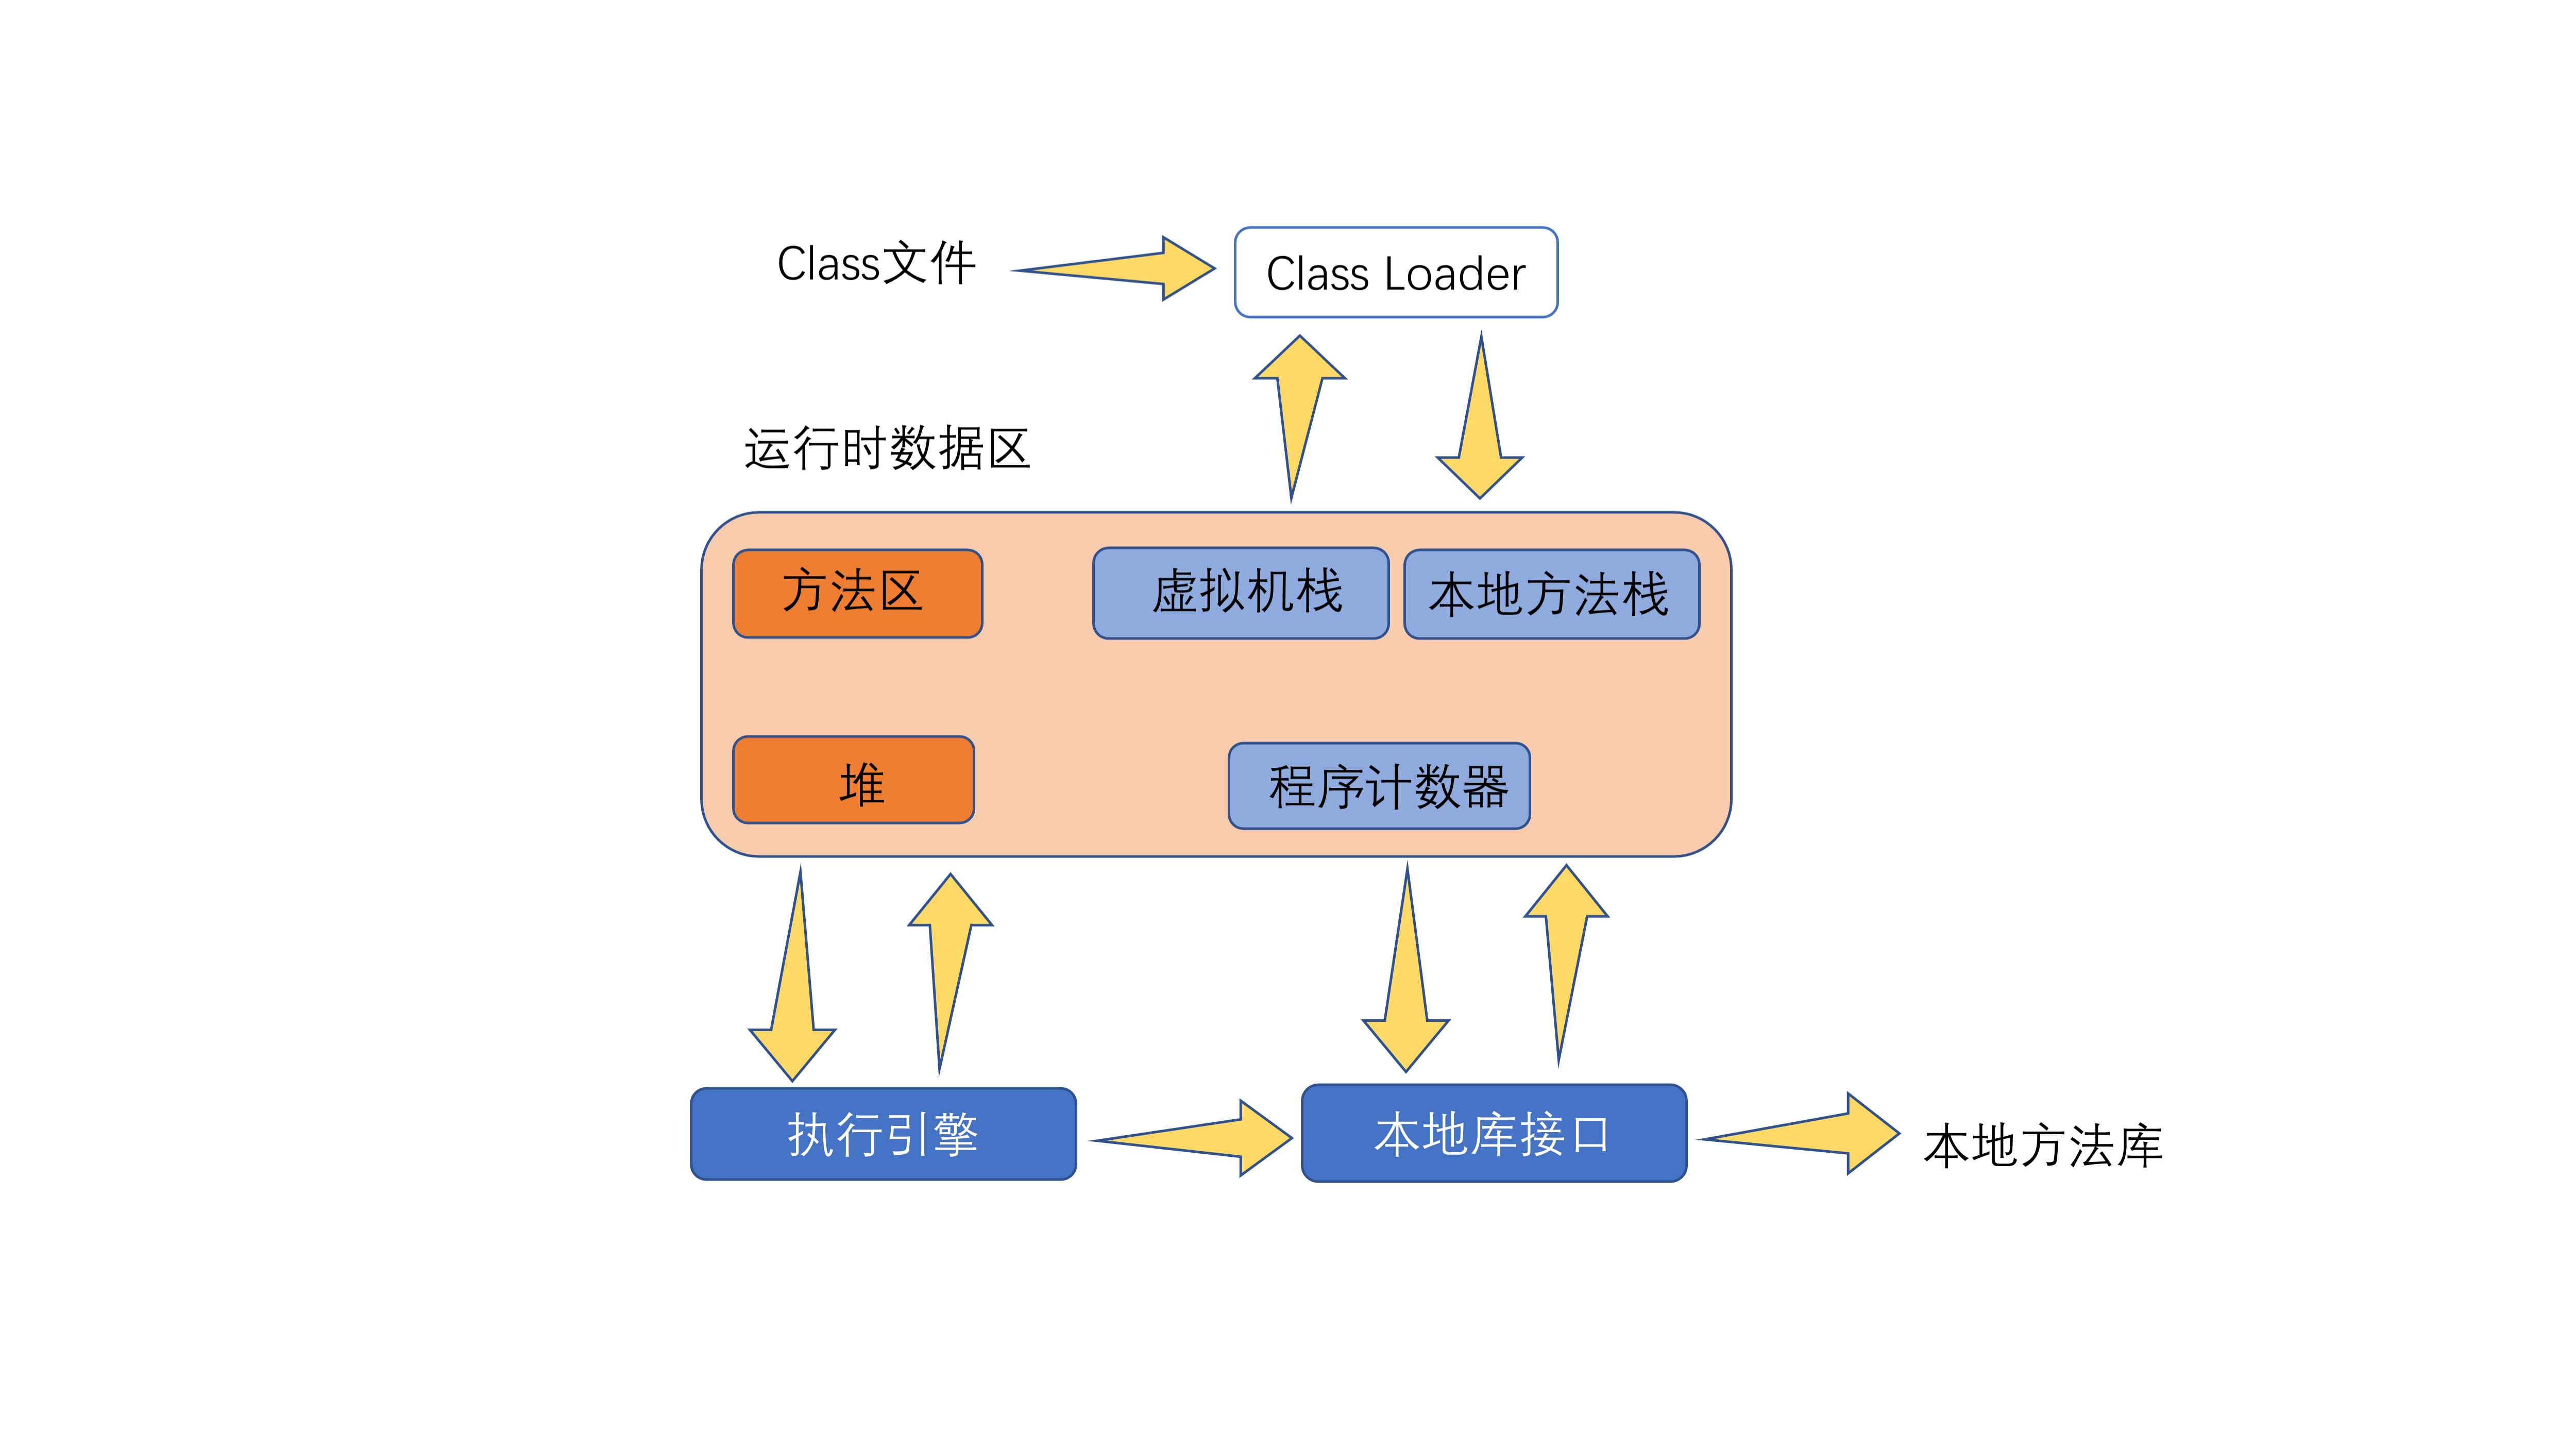 Class文件
Class Loader
运行时数据区
方法区
虚拟机栈
本地方法栈
堆
程序计数器
执行引擎
本地库接口
本地方法库